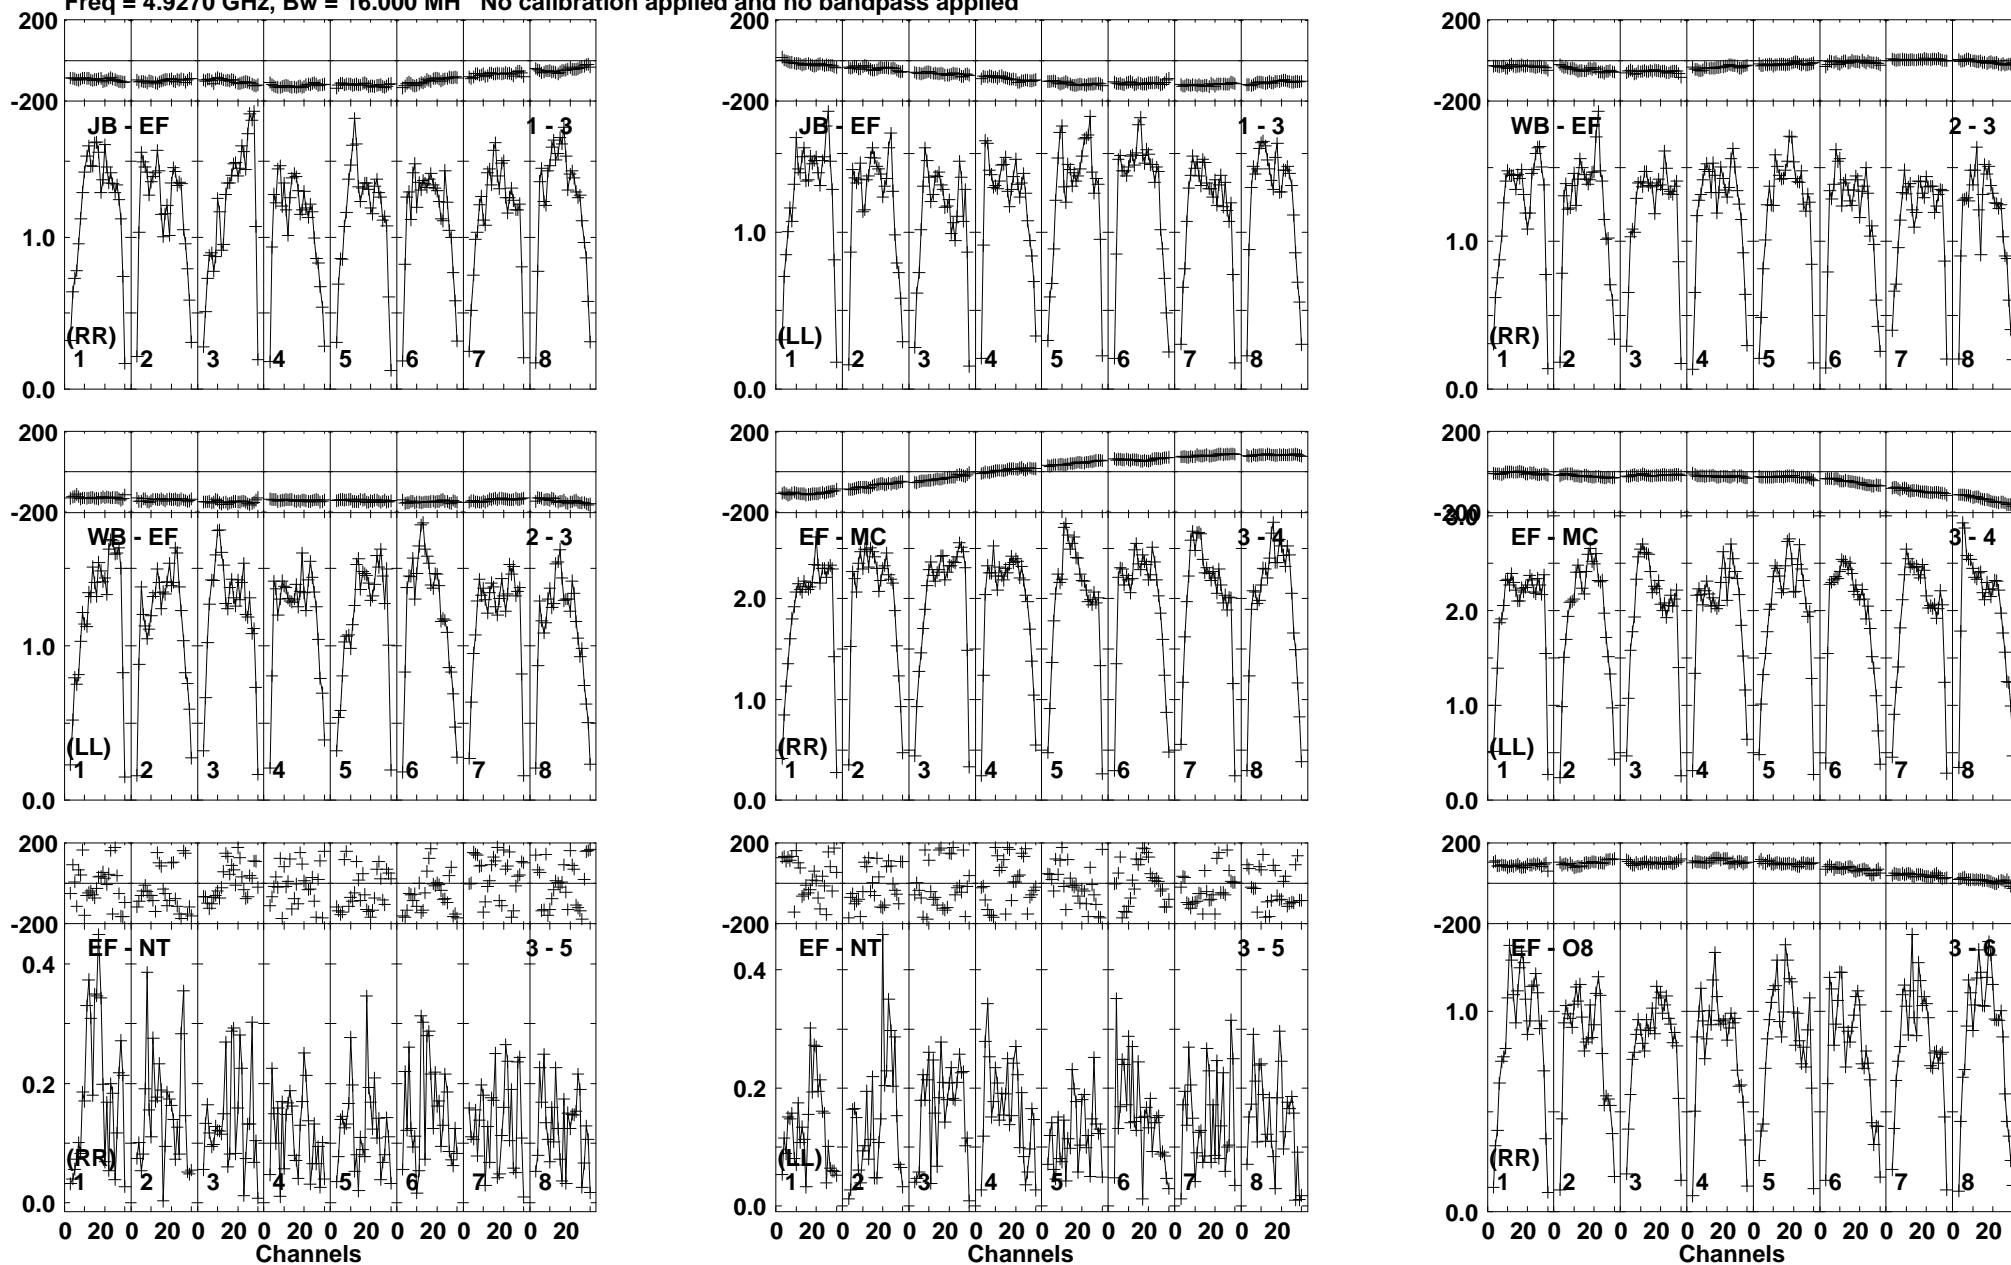 Freq = 4.9270 GHz, Bw = 16.000 MH No calibration applied and no bandpass applied
200 200 200
-200 -200 -200
JB - EF 1 - 3 JB - EF 1 - 3 WB - EF 2 - 3
1.0 1.0 1.0
(RR) (LL) (RR)
1 2 3 4 5 6 7 8 1 2 3 4 5 6 7 8 1 2 3 4 5 6 7 8
0.0 0.0 0.0
200 200 200
-200 -200 -200
3.0
WB - EF 2 - 3 EF - MC 3 - 4 EF - MC 3 - 4
2.0 2.0
1.0 1.0 1.0
(LL) (RR) (LL)
1 2 3 4 5 6 7 8 1 2 3 4 5 6 7 8 1 2 3 4 5 6 7 8
0.0 0.0 0.0
200 200 200
-200 -200 -200
EF - NT 3 - 5 EF - NT 3 - 5 EF - O8 3 - 6
0.4 0.4 1.0
0.2 0.2
(RR) (LL) (RR)
1 2 3 4 5 6 7 8 1 2 3 4 5 6 7 8 1 2 3 4 5 6 7 8
0.0 0.0 0.0
0 20 0 20 0 20 0 20 0 20 0 20 0 20 0 20 0 20 0 20 0 20 0 20 0 20 0 20 0 20 0 20 0 20 0 20 0 20 0 20 0 20 0 20 0 20 0 20
Channels Channels Channels